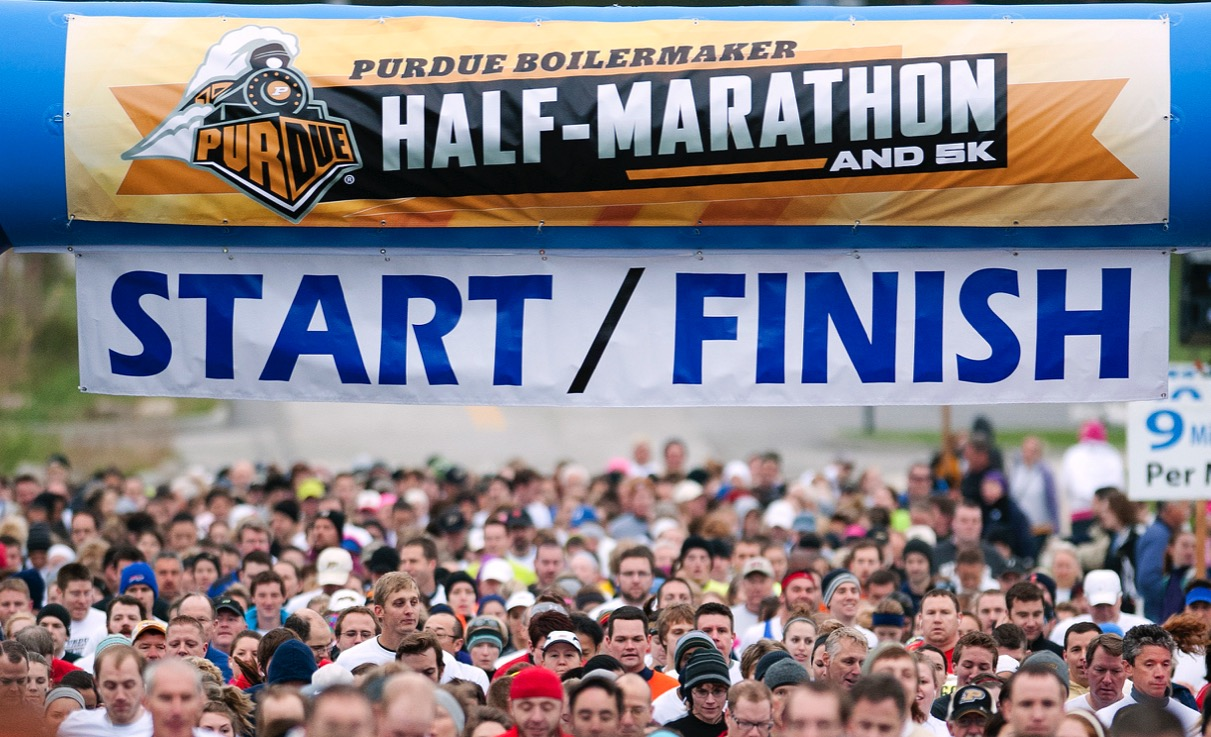 PURDUE BOILERMAKER
HALF-MARATHON
AND 5K
P
PURDUE
®
START / FINISH
9
Per